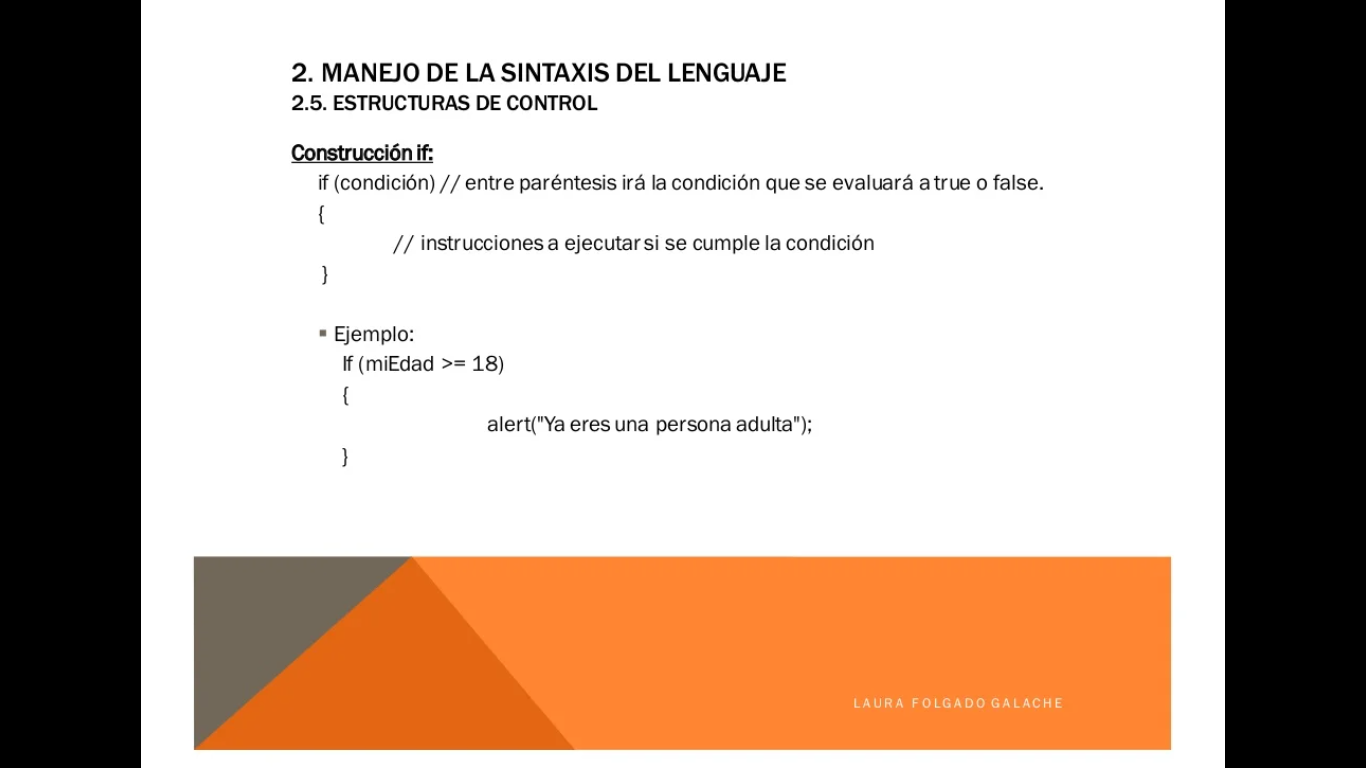 2. MANEJO DE LA SINTAXIS DEL LENGUAJE
2.5. ESTRUCTURAS DE CONTROL
Construcción if:
if (condición) // entre paréntesis irá la condición que se evaluará a true o false.
{
// instrucciones a ejecutar si se cumple la condición
}
Ejemplo:
If (miEdad >= 18)
{
alert("Ya eres una persona adulta");
}
LAURA FOLGADO GALACHE